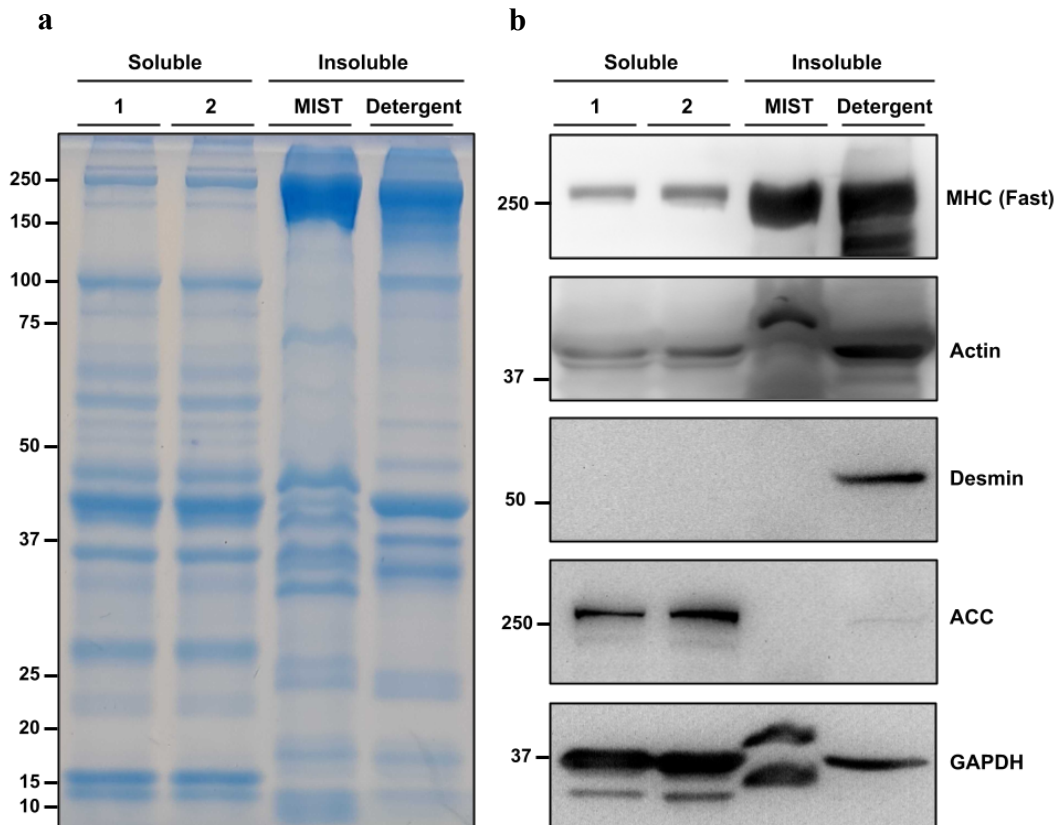 a
Soluble Insoluble
1 2 MIST Detergent
250
150
100
75
50
37
25
20
15
10
b
Soluble Insoluble
1 2 MIST Detergent
250 MHC (Fast)
Actin
37
Desmin
50
ACC
250
37 GAPDH